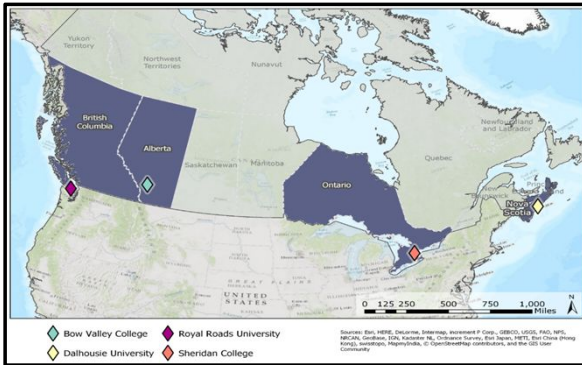 Yukon
Territory
Northwest
Territories
Nunavut
British
Columbia
Alberta
Saskatchewan
Manitoba
Ontario
Quebec
Newfoundland
and Labrador
Nova
Scotia
GREAT PLAINS
UNITED
STATES
0 125 250 500 750 1,000
Miles
N
Bow Valley College
Royal Roads University
Dalhousie University
Sheridan College
Sources: Esri, HERE, DeLorme, Intermap, increment P Corp., GEBCO, USGS, FAO, NPS,
NRCAN, GeoBase, IGN, Kadaster NL, Ordnance Survey, Esri Japan, METI, Esri China (Hong
Kong), swisstopo, MapmyIndia, © OpenStreetMap contributors, and the GIS User
Community